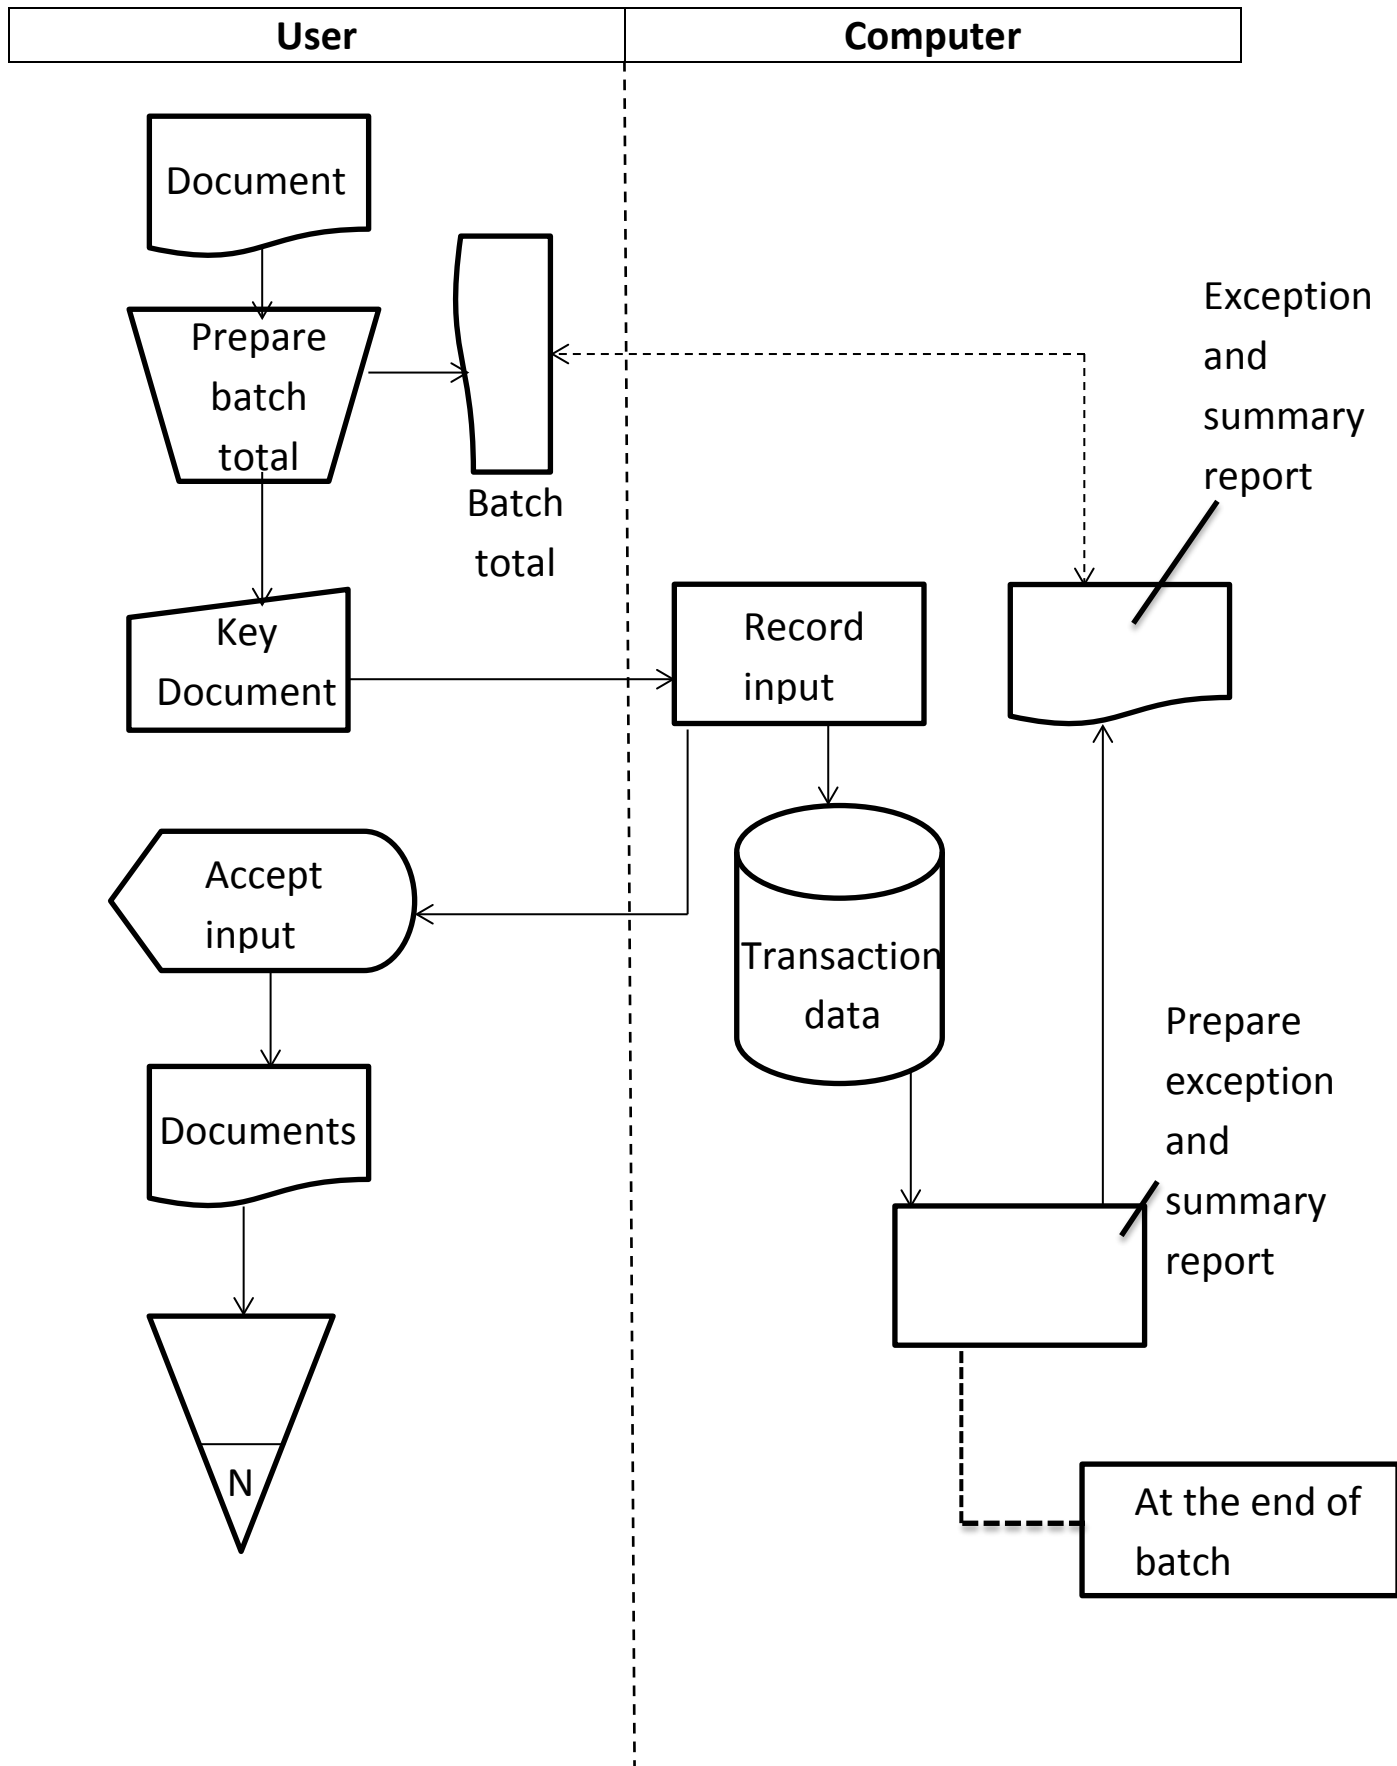 User
Computer
Document
Prepare
batch
total
Batch
total
Exception
and
summary
report
Key
Document
Record
input
Accept
input
Transaction
data
Documents
Prepare
exception
and
summary
report
N
At the end of
batch